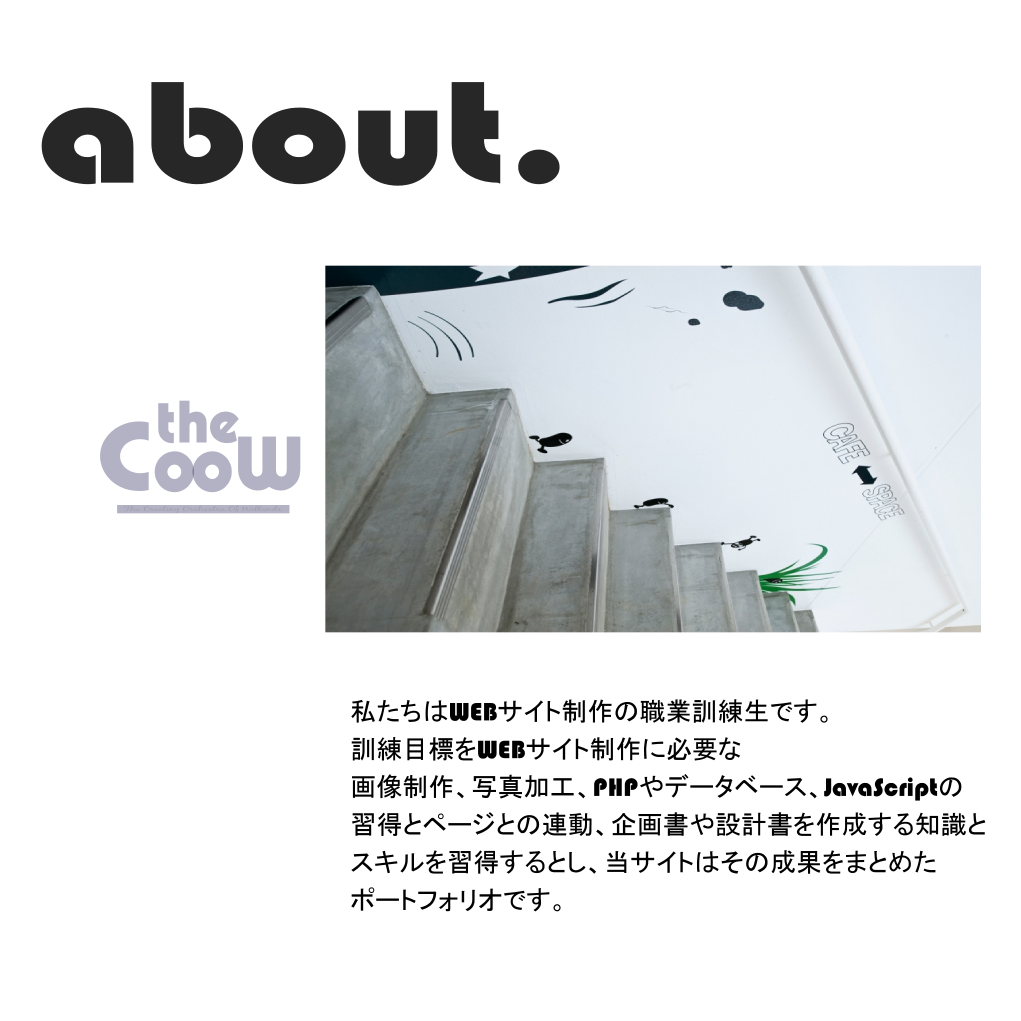 about.
the
CooW
CAFE
SPACE
私たちはWEBサイト制作の職業訓練生です。
訓練目標をWEBサイト制作に必要な
画像制作、写真加工、PHPやデータベース、JavaScriptの
習得とページとの連動、企画書や設計書を作成する知識と
スキルを習得するとし、当サイトはその成果をまとめた
ポートフォリオです。